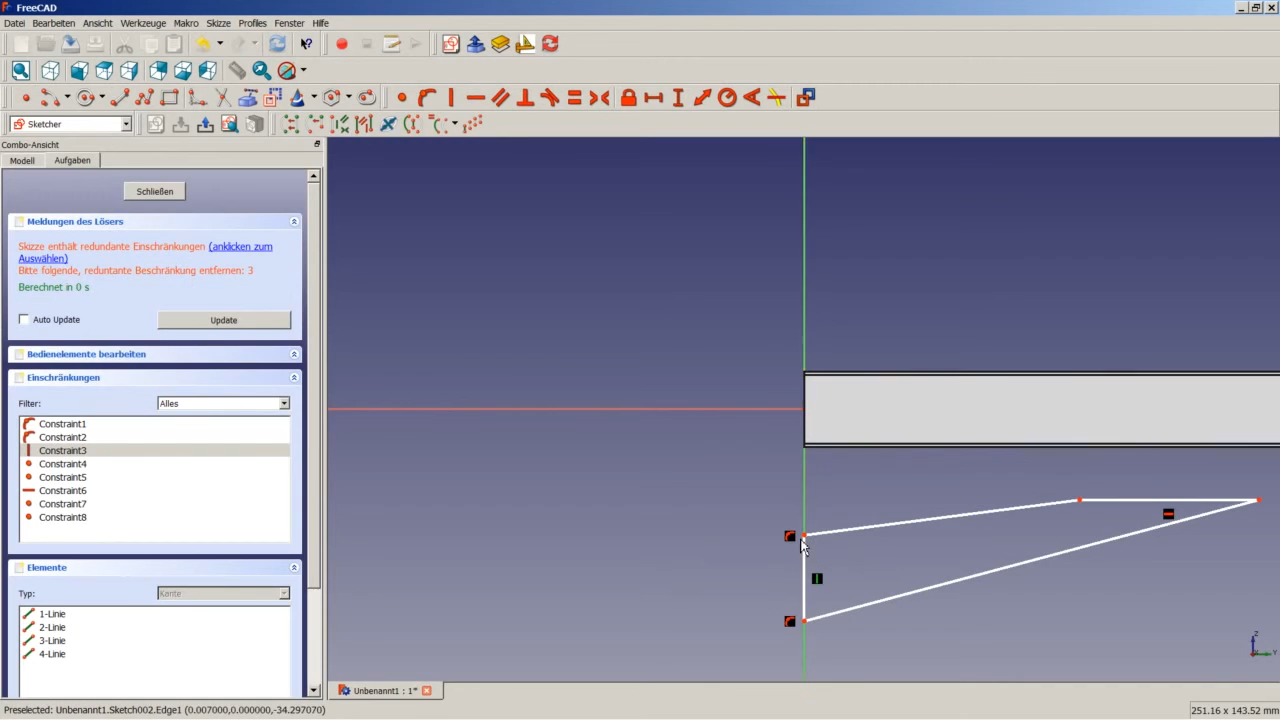 FreeCAD
Datei Bearbeiten Ansicht Werkzeuge Makro Skizze Profiles Fenster Hilfe
Sketcher
Combo-Ansicht
Modell Aufgaben
Schließen
Meldungen des Lösers
Skizze enthält redundante Einschränkungen (anklicken zum
Auswählen)
Bitte folgende, reduntante Beschränkung entfernen: 3
Berechnet in 0 s
Auto Update Update
Bedienelemente bearbeiten
Einschränkungen
Filter: Alles
Constraint1
Constraint2
Constraint3
Constraint4
Constraint5
Constraint6
Constraint7
Constraint8
Elemente
Typ: Kante
1-Linie
2-Linie
3-Linie
4-Linie
Z
X Y
Unbenannt1 : 1*
Preselected: Unbenannt1.Sketch002.Edge1 (0.007000,0.000000,-34.297070) 251.16 x 143.52 mm